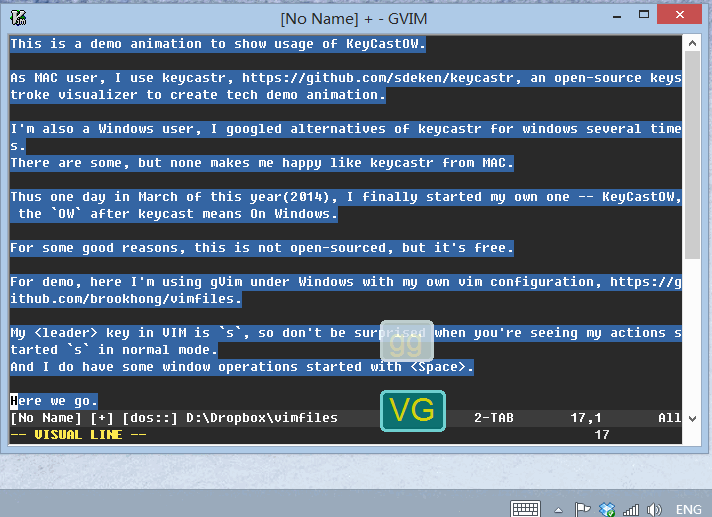 [No Name] + - GVIM
This is a demo animation to show usage of KeyCastOW.
As MAC user, I use keycastr, https://github.com/sdeken/keycastr, an open-source keys
troke visualizer to create tech demo animation.
I'm also a Windows user, I googled alternatives of keycastr for windows several time
s.
There are some, but none makes me happy like keycastr from MAC.
Thus one day in March of this year(2014), I finally started my own one -- KeyCastOW,
the `OW` after keycast means On Windows.
For some good reasons, this is not open-sourced, but it's free.
For demo, here I'm using gVim under Windows with my own vim configuration, https://g
ithub.com/brookhong/vimfiles.
My <leader> key in VIM is `s`, so don't be surprised when you're seeing my actions s
tarted `s` in normal mode.
gg
And I do have some window operations started with <Space>.
Here we go.
VG
[No Name] [+] [dos::] D:\Dropbox\vimfiles 2-TAB 17,1 All
-- VISUAL LINE -- 17
ENG